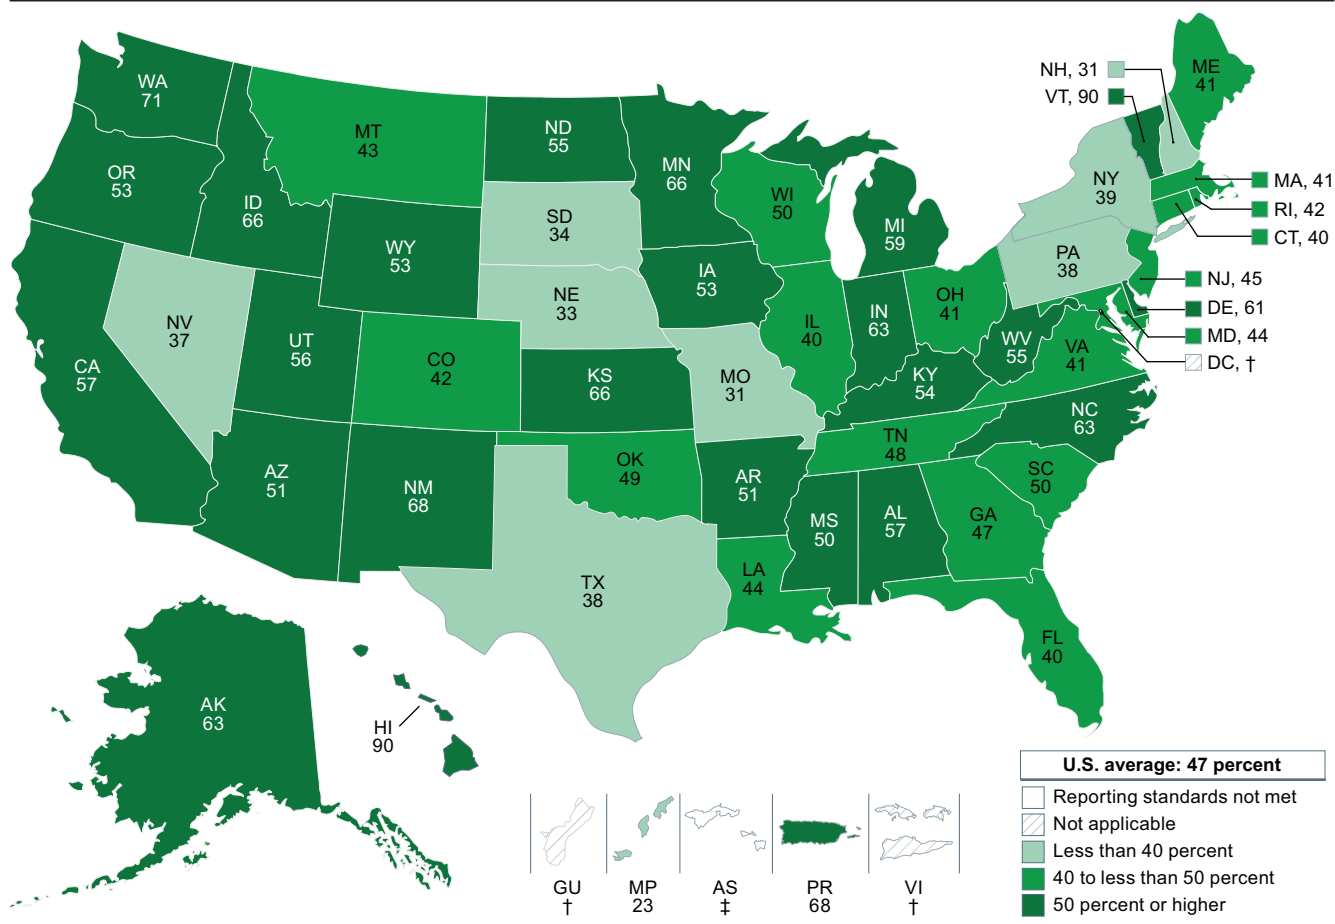 WA
71
OR
53
CA
57
NV
37
ID
66
MT
43
WY
53
UT
56
CO
42
AZ
51
NM
68
ND
55
SD
34
NE
33
KS
66
OK
49
TX
38
MN
66
IA
53
MO
31
AR
51
LA
44
WI
50
IL
40
MI
59
IN
63
OH
41
KY
54
TN
48
MS
50
AL
57
GA
47
FL
40
SC
50
NC
63
VA
41
WV
55
PA
38
NY
39
ME
41
NH, 31
VT, 90
MA, 41
RI, 42
CT, 40
NJ, 45
DE, 61
MD, 44
DC, †
AK
63
HI
90
GU
†
MP
23
AS
‡
PR
68
VI
†
U.S. average: 47 percent
Reporting standards not met
Not applicable
Less than 40 percent
40 to less than 50 percent
50 percent or higher